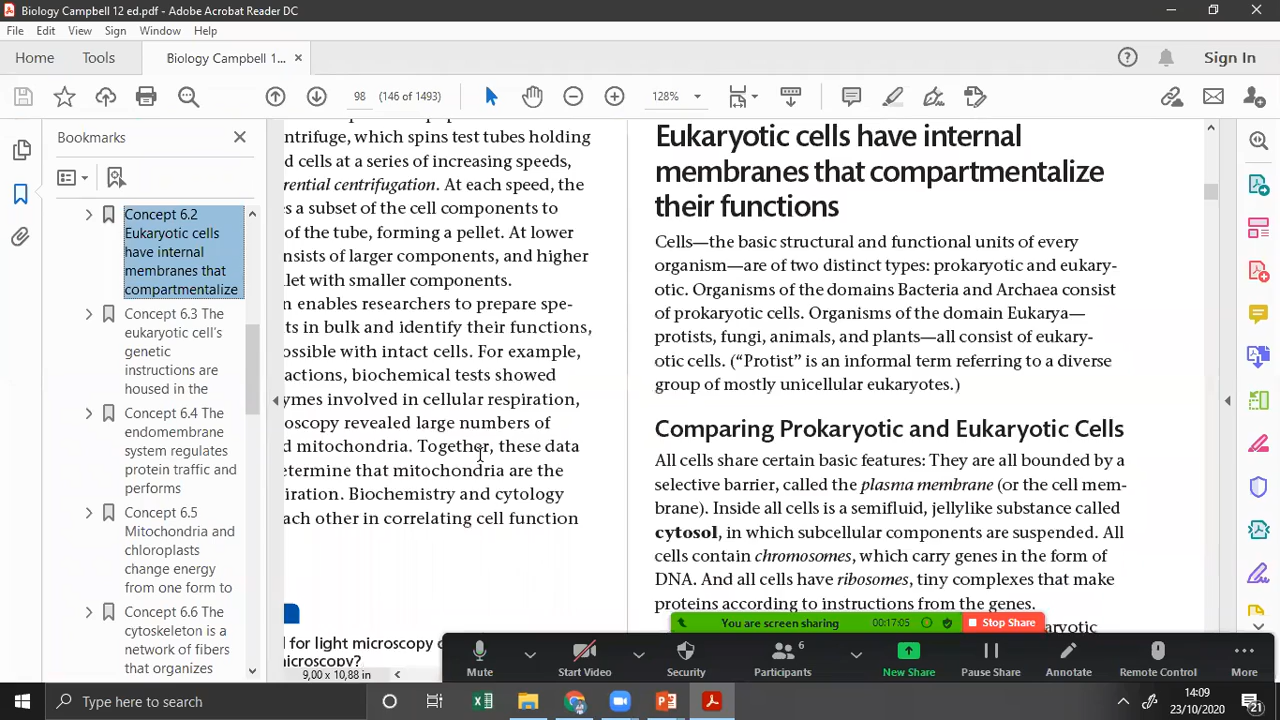 Biology Campbell 12 ed.pdf - Adobe Acrobat Reader DC
File Edit View Sign Window Help
Home Tools Biology Campbell 1... × Sign In
98 (146 of 1493) 128%
Bookmarks
Concept 6.2
Eukaryotic cells
have internal
membranes that
compartmentalize
Concept 6.3 The
eukaryotic cell's
genetic
instructions are
housed in the
Concept 6.4 The
endomembrane
system regulates
protein traffic and
performs
Concept 6.5
Mitochondria and
chloroplasts
change energy
from one form to
Concept 6.6 The
cytoskeleton is a
network of fibers
that organizes
ntrifuge, which spins test tubes holding
d cells at a series of increasing speeds,
rential centrifugation. At each speed, the
s a subset of the cell components to
of the tube, forming a pellet. At lower
nsists of larger components, and higher
llet with smaller components.
n enables researchers to prepare spe-
ts in bulk and identify their functions,
ossible with intact cells. For example,
actions, biochemical tests showed
ymes involved in cellular respiration,
oscopy revealed large numbers of
d mitochondria. Together, these data
etermine that mitochondria are the
iration. Biochemistry and cytology
ach other in correlating cell function
d for light microscopy
microscopy?
9,00 x 10,88 in
Eukaryotic cells have internal
membranes that compartmentalize
their functions
Cells—the basic structural and functional units of every
organism—are of two distinct types: prokaryotic and eukary-
otic. Organisms of the domains Bacteria and Archaea consist
of prokaryotic cells. Organisms of the domain Eukarya—
protists, fungi, animals, and plants—all consist of eukary-
otic cells. (“Protist” is an informal term referring to a diverse
group of mostly unicellular eukaryotes.)
Comparing Prokaryotic and Eukaryotic Cells
All cells share certain basic features: They are all bounded by a
selective barrier, called the plasma membrane (or the cell mem-
brane). Inside all cells is a semifluid, jellylike substance called
cytosol, in which subcellular components are suspended. All
cells contain chromosomes, which carry genes in the form of
DNA. And all cells have ribosomes, tiny complexes that make
proteins according to instructions from the genes.
aryotic
You are screen sharing 00:17:05 Stop Share
6
Mute Start Video Security Participants New Share Pause Share Annotate Remote Control More
Type here to search
14:09
23/10/2020
21